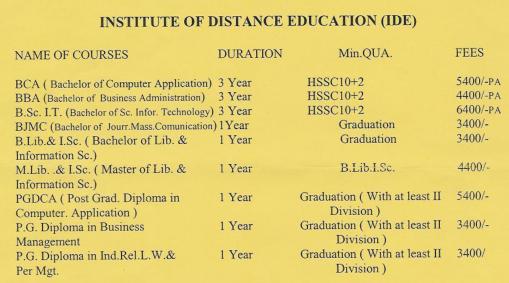 INSTITUTE OF DISTANCE EDUCATION (IDE)
NAME OF COURSES DURATION Min.QUA. FEES
BCA ( Bachelor of Computer Application) 3 Year HSSC10+2 5400/-PA
BBA (Bachelor of Business Administration) 3 Year HSSC10+2 4400/-PA
B.Sc. I.T. (Bachelor of Sc. Infor. Technology) 3 Year HSSC10+2 6400/-PA
BJMC (Bachelor of Jourr.Mass.Comunication) 1Year Graduation 3400/-
B.Lib.& I.Sc. ( Bachelor of Lib. & 1 Year Graduation 3400/-
Information Sc.)
M.Lib. .& I.Sc. ( Master of Lib. & 1 Year B.Lib.I.Sc. 4400/-
Information Sc.)
PGDCA ( Post Grad. Diploma in 1 Year Graduation ( With at least II 5400/-
Computer. Application ) Division )
P.G. Diploma in Business 1 Year Graduation ( With at least II 3400/-
Management Division )
P.G. Diploma in Ind.Rel.L.W.& 1 Year Graduation ( With at least II 3400/
Per Mgt. Division )